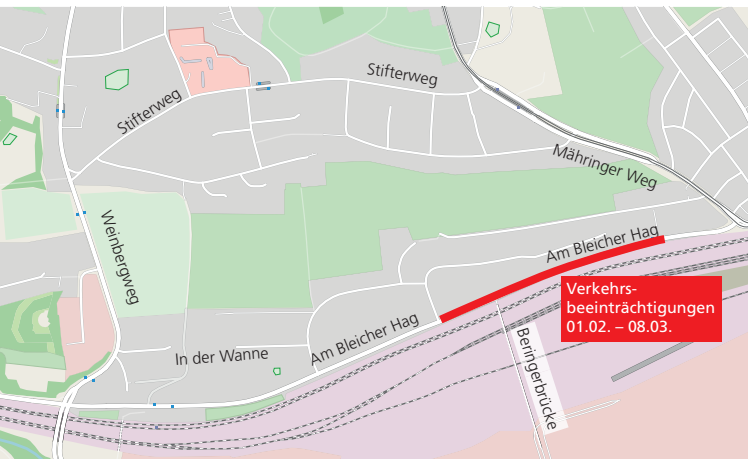 Stifterweg
Stifterweg
Mähringer Weg
Weinbergweg
Am Bleicher Hag
Verkehrs-
beeinträchtigungen
01.02. – 08.03.
Am Bleicher Hag
In der Wanne
Beringerbrücke